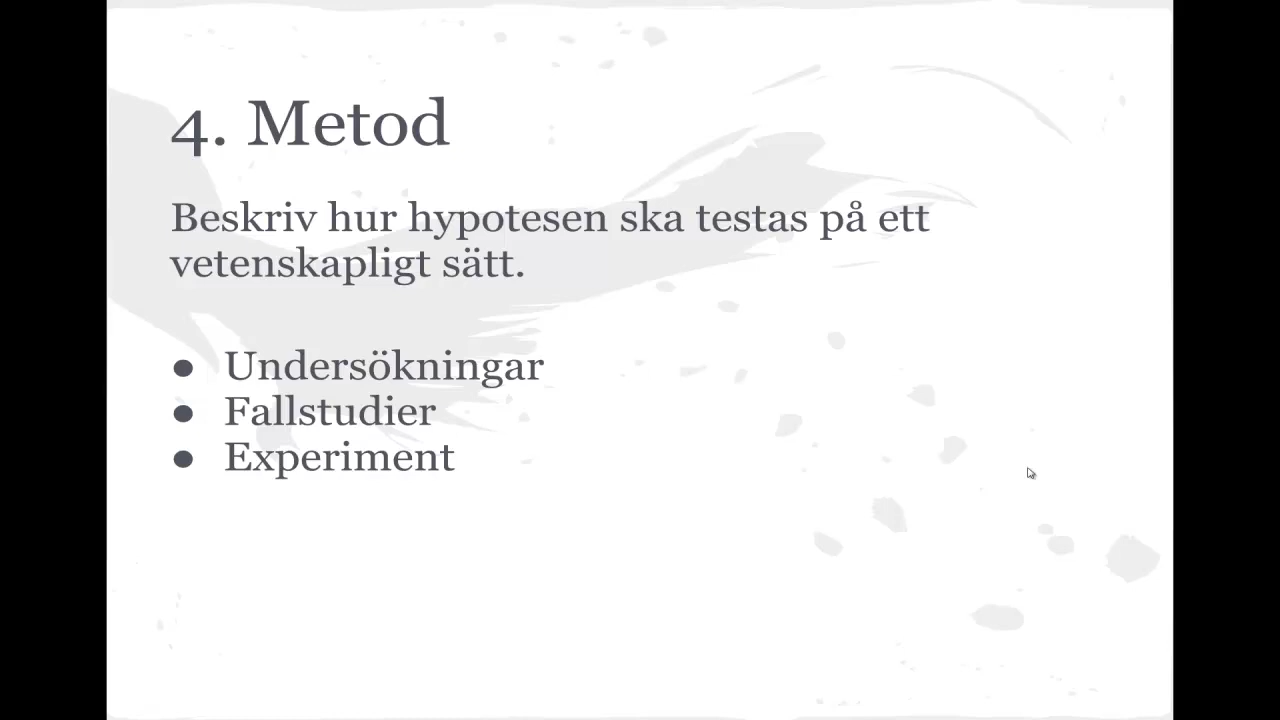 4. Metod
Beskriv hur hypotesen ska testas på ett
vetenskapligt sätt.
● Undersökningar
● Fallstudier
● Experiment